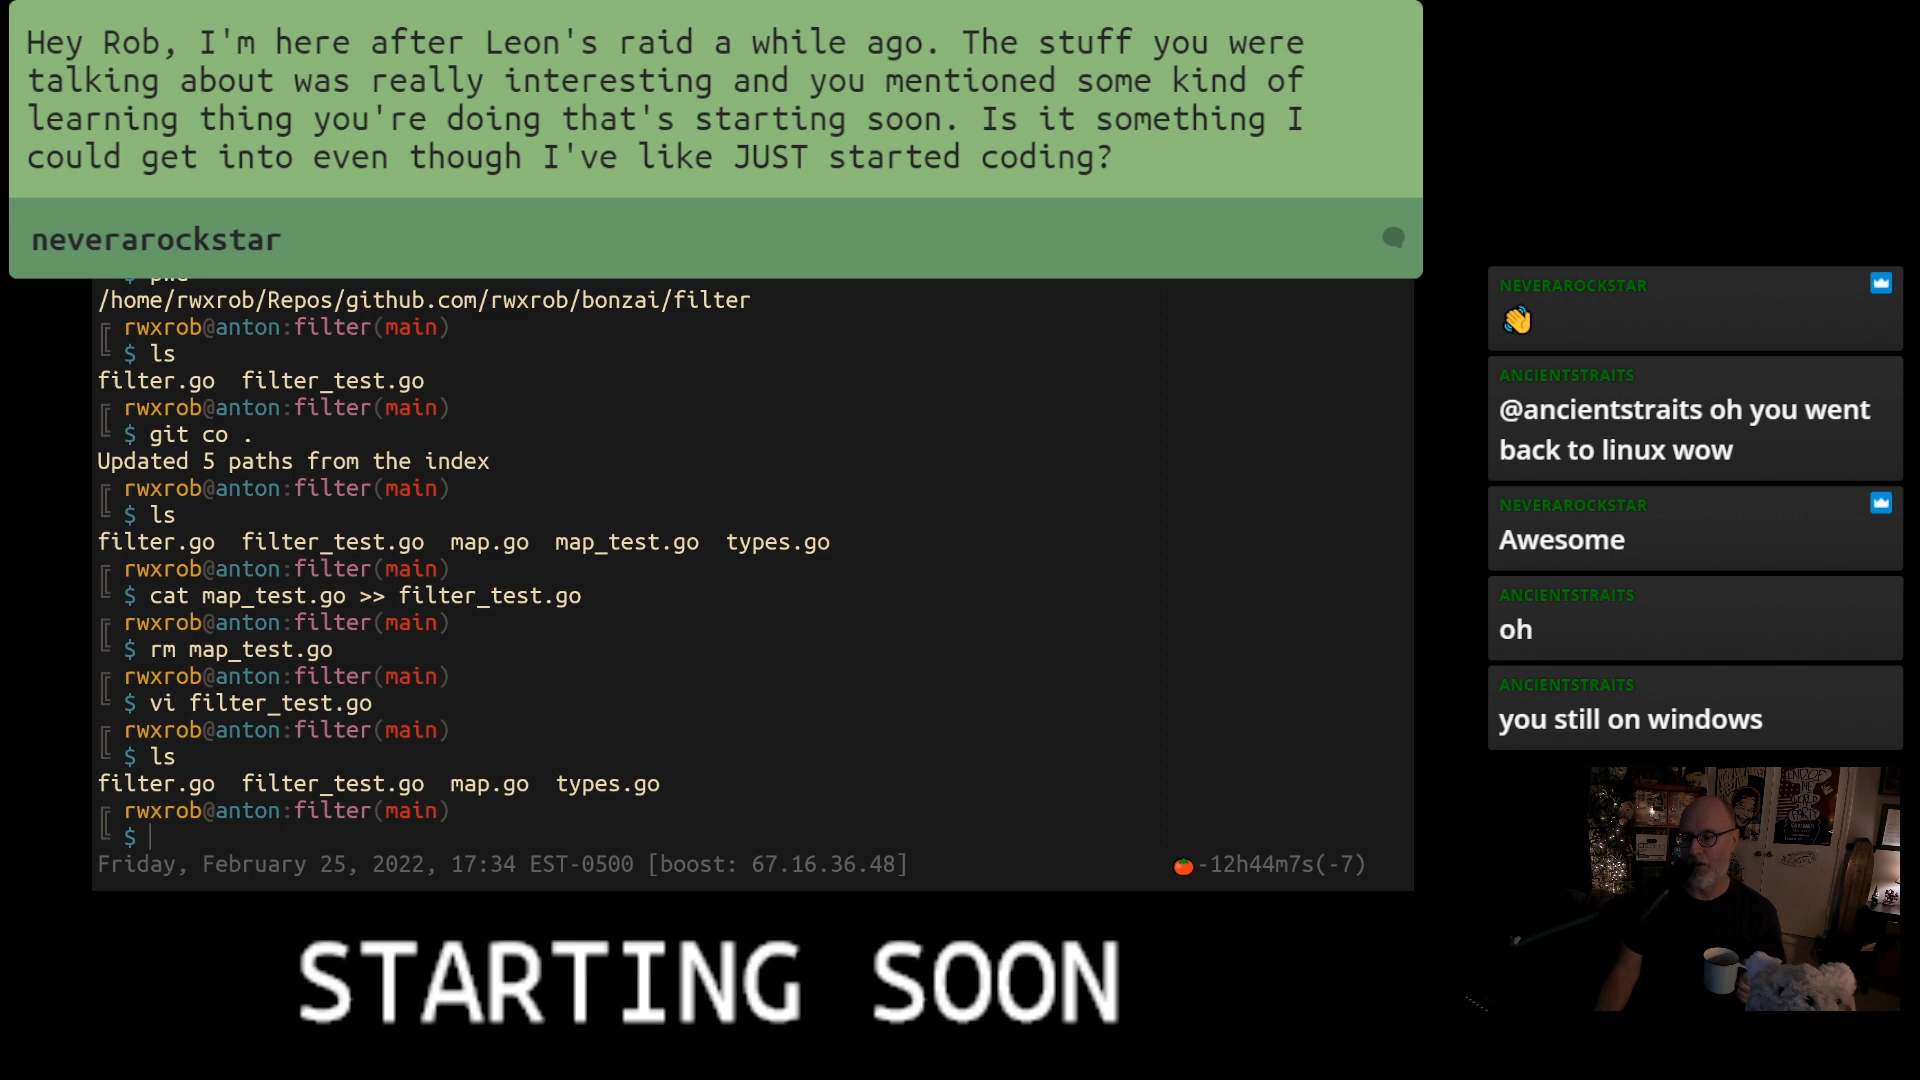 Hey Rob, I'm here after Leon's raid a while ago. The stuff you were
talking about was really interesting and you mentioned some kind of
learning thing you're doing that's starting soon. Is it something I
could get into even though I've like JUST started coding?
neverarockstar
$ pwd
/home/rwxrob/Repos/github.com/rwxrob/bonzai/filter
rwxrob@anton:filter(main)
$ ls
filter.go filter_test.go
rwxrob@anton:filter(main)
$ git co .
Updated 5 paths from the index
rwxrob@anton:filter(main)
$ ls
filter.go filter_test.go map.go map_test.go types.go
rwxrob@anton:filter(main)
$ cat map_test.go >> filter_test.go
rwxrob@anton:filter(main)
$ rm map_test.go
rwxrob@anton:filter(main)
$ vi filter_test.go
rwxrob@anton:filter(main)
$ ls
filter.go filter_test.go map.go types.go
rwxrob@anton:filter(main)
$
Friday, February 25, 2022, 17:34 EST-0500 [boost: 67.16.36.48]
-12h44m7s(-7)
STARTING SOON
NEVERAROCKSTAR
ANCIENTSTRAITS
@ancientstraits oh you went
back to linux wow
NEVERAROCKSTAR
Awesome
ANCIENTSTRAITS
oh
ANCIENTSTRAITS
you still on windows